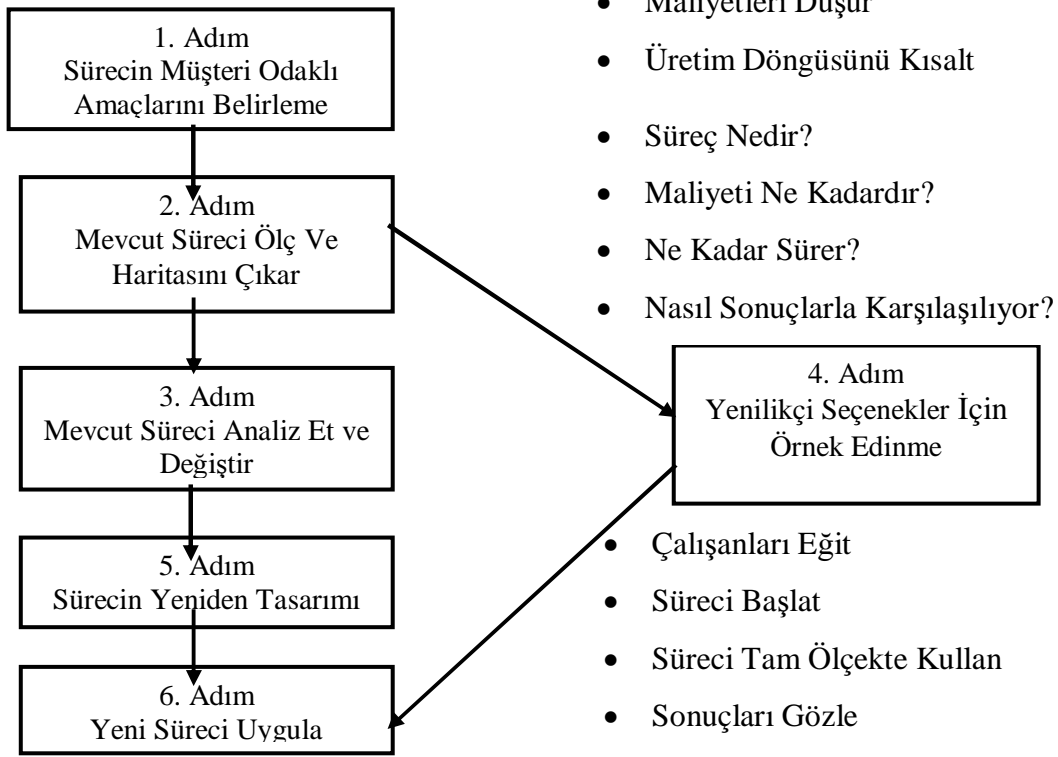 • Maliyetleri Düşür
1. Adım
Sürecin Müşteri Odaklı
Amaçlarını Belirleme
• Üretim Döngüsünü Kısalt
• Süreç Nedir?
2. Adım
Mevcut Süreci Ölç Ve
Haritasını Çıkar
• Maliyeti Ne Kadardır?
• Ne Kadar Sürer?
• Nasıl Sonuçlarla Karşılaşılıyor?
3. Adım
Mevcut Süreci Analiz Et ve
Değiştir
4. Adım
Yenilikçi Seçenekler İçin
Örnek Edinme
5. Adım
Sürecin Yeniden Tasarımı
• Çalışanları Eğit
• Süreci Başlat
• Süreci Tam Ölçekte Kullan
• Sonuçları Gözle
6. Adım
Yeni Süreci Uygula